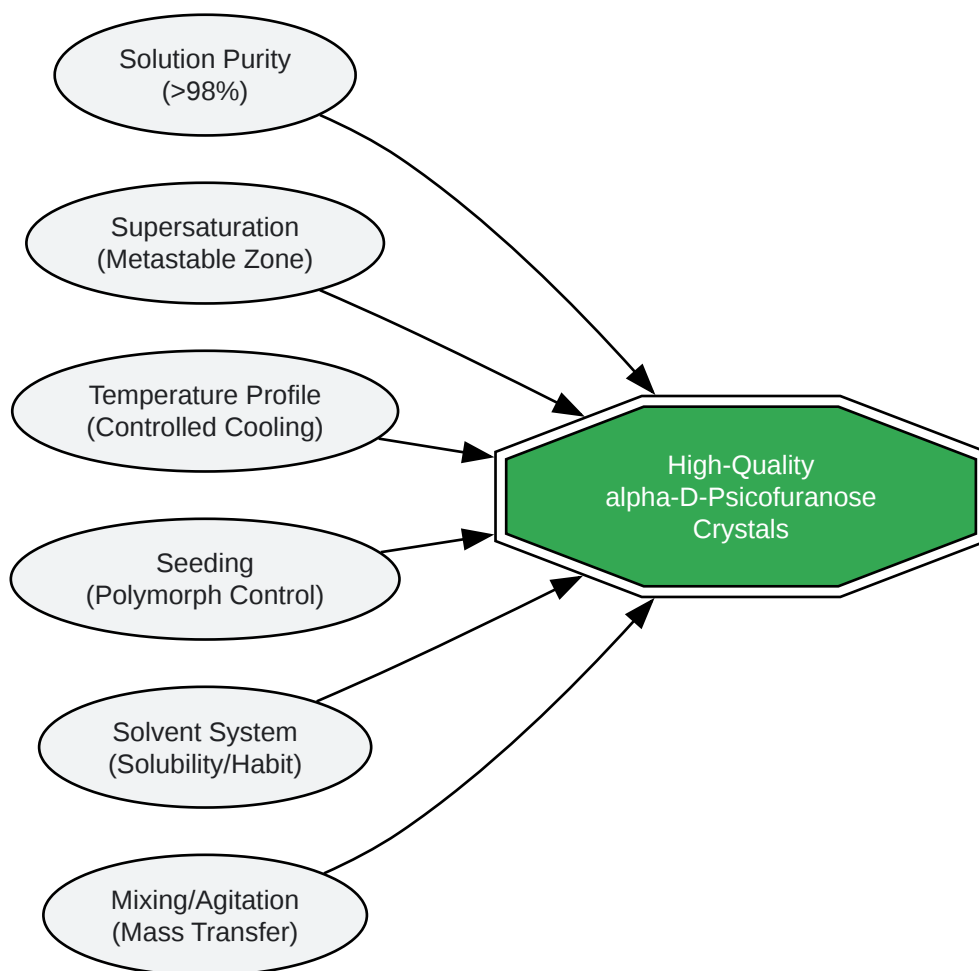 Solution Purity
(>98%)
Supersaturation
(Metastable Zone)
Temperature Profile
(Controlled Cooling)
Seeding
(Polymorph Control)
Solvent System
(Solubility/Habit)
Mixing/Agitation
(Mass Transfer)
High-Quality
alpha-D-Psicofuranose
Crystals